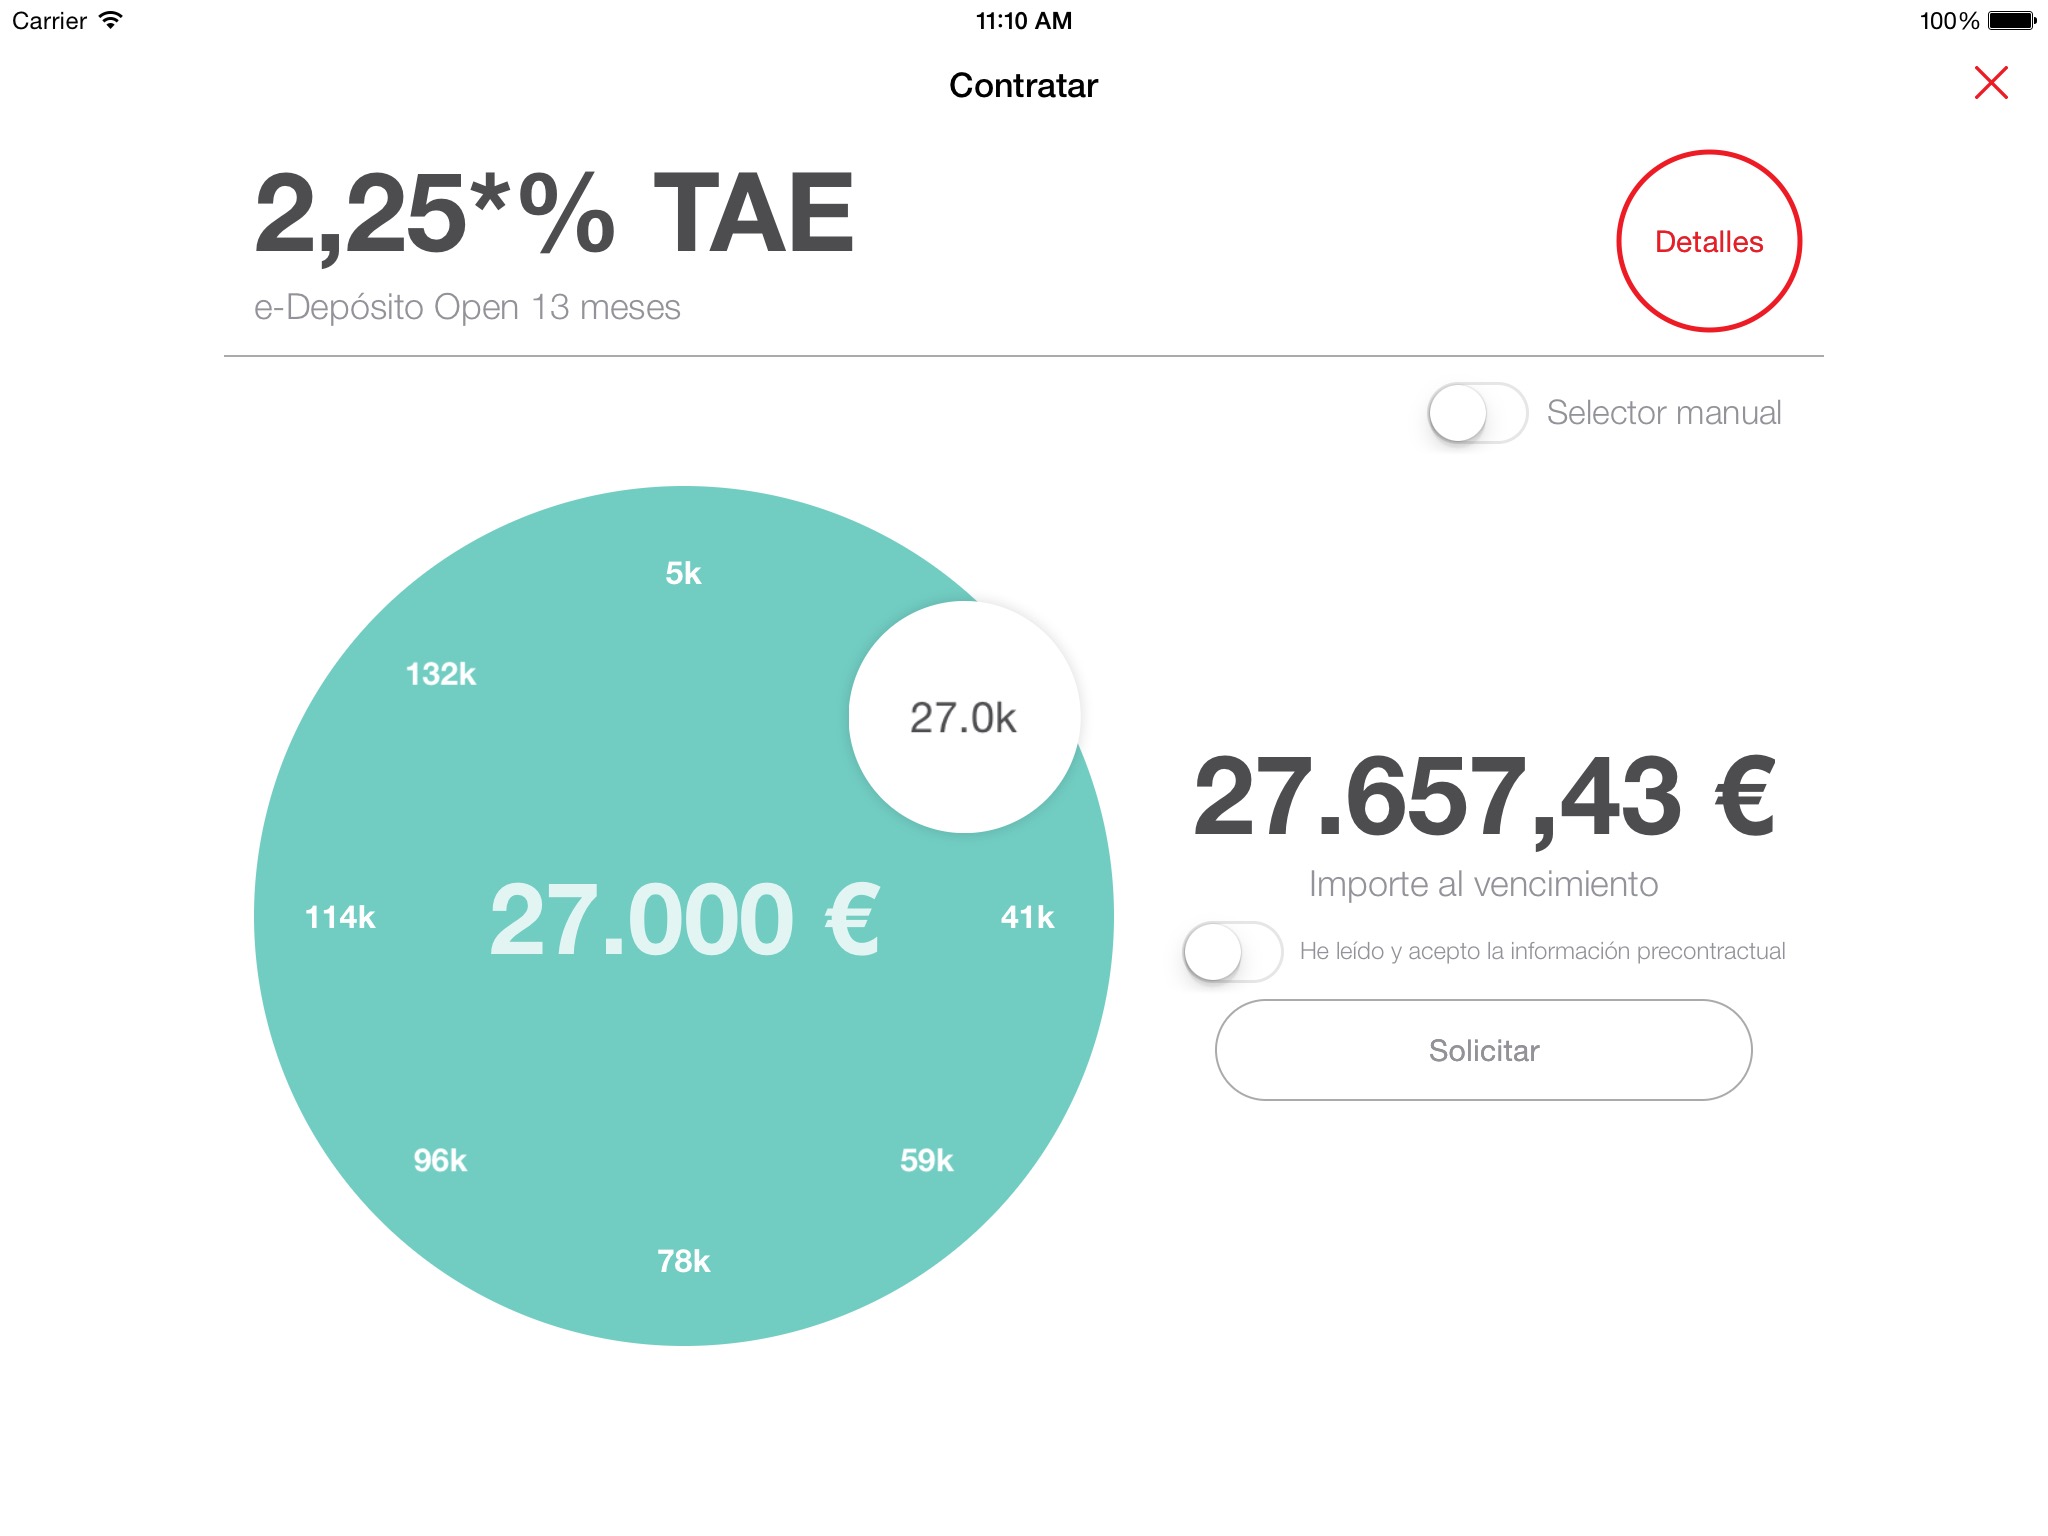 Carrier
11:10 AM
100%
Contratar
2,25*% TAE
Detalles
e-Depósito Open 13 meses
Selector manual
5k
132k
27.0k
27.657,43 €
Importe al vencimiento
114k
27.000 €
41k
He leído y acepto la información precontractual
Solicitar
96k
59k
78k